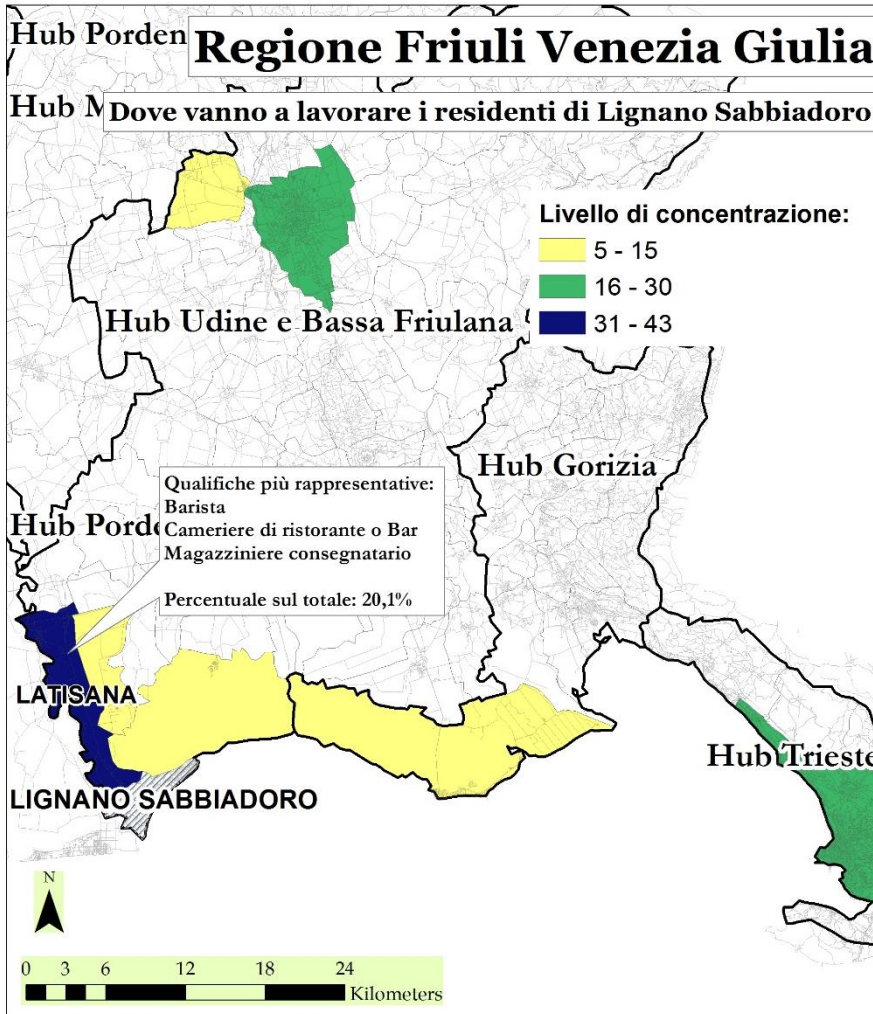 Hub Porden
Regione Friuli Venezia Giulia
Hub M
Dove vanno a lavorare i residenti di Lignano Sabbiadoro
Livello di concentrazione:
5 - 15
16 - 30
31 - 43
Hub Udine e Bassa Friulana
Hub Gorizia
Qualifiche più rappresentative:
Barista
Cameriere di ristorante o Bar
Magazziniere consegnatario
Percentuale sul totale: 20,1%
Hub Porde
LATISANA
Hub Trieste
LIGNANO SABBIADORO
N
0 3 6 12 18 24
Kilometers